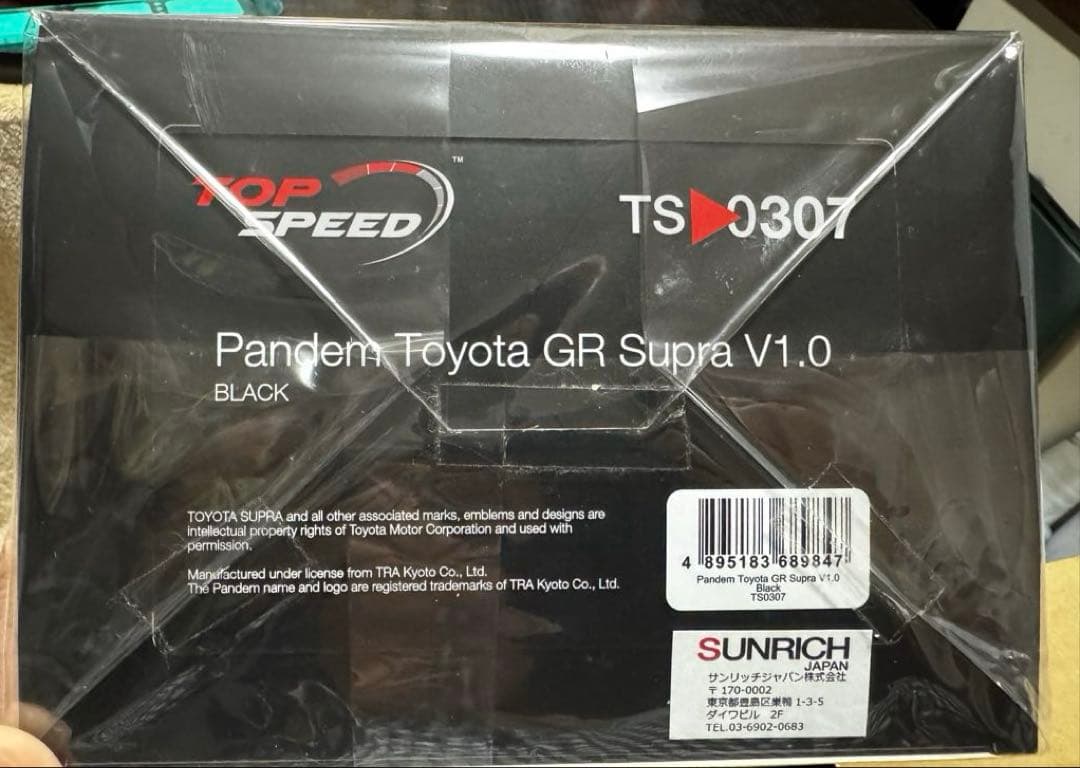 TOP SPEED ™
TS 0307
Pandem Toyota GR Supra V1.0
BLACK
TOYOTA SUPRA and all other associated marks, emblems and designs are
intellectual property rights of Toyota Motor Corporation and used with
permission.
Manufactured under license from TRA Kyoto Co., Ltd.
The Pandem name and logo are registered trademarks of TRA Kyoto Co., Ltd.
4 895183 689847
Pandem Toyota GR Supra V1.0
Black
TS0307
SUNRICH
JAPAN
サンリッチジャパン株式会社
〒170-0002
東京都豊島区巣鴨 1-3-5
ダイワビル 2F
TEL.03-6902-0683